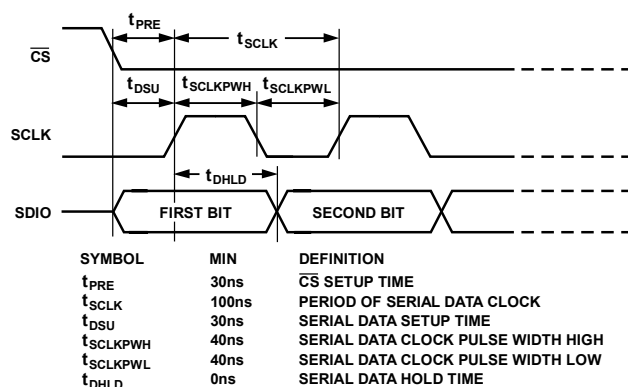 tPRE
tSCLK
CS
tDSU tSCLKPWH tSCLKPWL
SCLK
tDHLD
SDIO FIRST BIT SECOND BIT
SYMBOL MIN DEFINITION
tPRE 30ns CS SETUP TIME
tSCLK 100ns PERIOD OF SERIAL DATA CLOCK
tDSU 30ns SERIAL DATA SETUP TIME
tSCLKPWH 40ns SERIAL DATA CLOCK PULSE WIDTH HIGH
tSCLKPWL 40ns SERIAL DATA CLOCK PULSE WIDTH LOW
tDHLD 0ns SERIAL DATA HOLD TIME